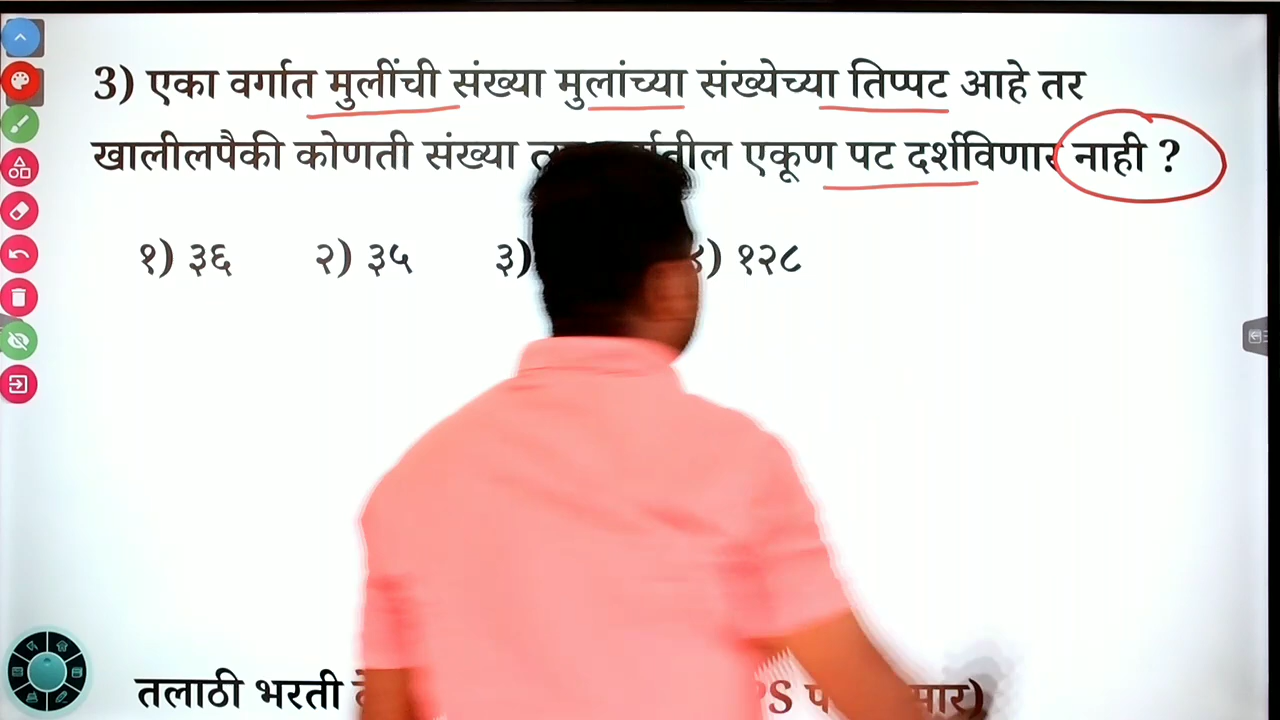 3) एका वर्गात मुलींची संख्या मुलांच्या संख्येच्या तिप्पट आहे तर
खालीलपैकी कोणती संख्या एकूण पट दर्शविणार नाही ?
१) ३६ २) ३५ ३) ४) १२८
तलाठी भरती